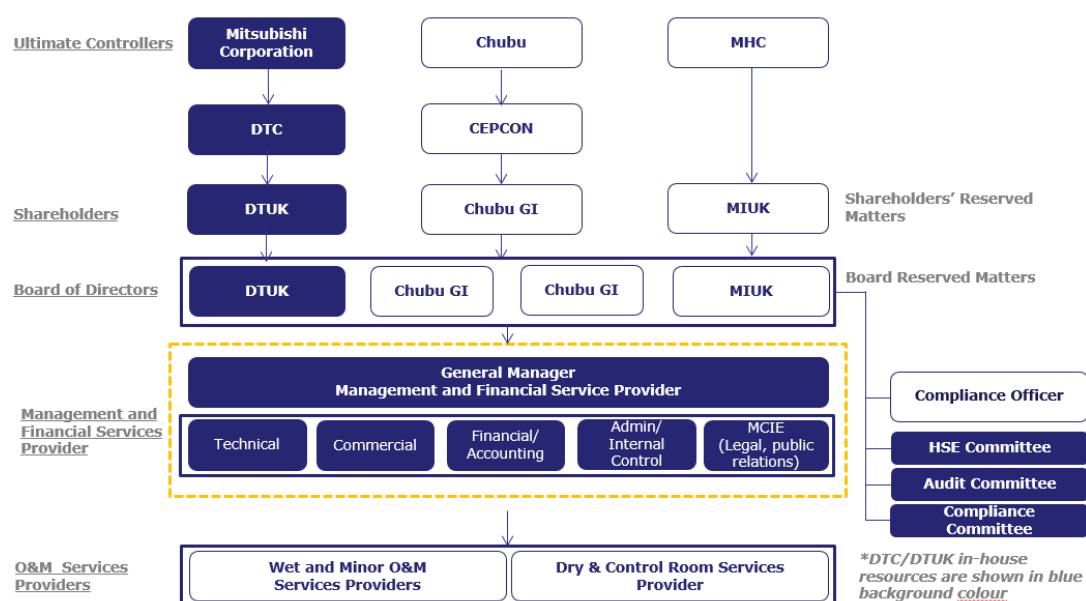 Ultimate Controllers
Mitsubishi
Corporation
Chubu
MHC
DTC
CEPCON
Shareholders
DTUK
Chubu GI
MIUK
Shareholders’ Reserved
Matters
Board of Directors
DTUK
Chubu GI
Chubu GI
MIUK
Board Reserved Matters
General Manager
Management and Financial Service Provider
Management and
Financial Services
Provider
Technical
Commercial
Financial/
Accounting
Admin/
Internal
Control
MCIE
(Legal, public
relations)
Compliance Officer
HSE Committee
Audit Committee
Compliance
Committee
O&M Services
Providers
Wet and Minor O&M
Services Providers
Dry & Control Room Services
Provider
*DTC/DTUK in-house
resources are shown in blue
background colour